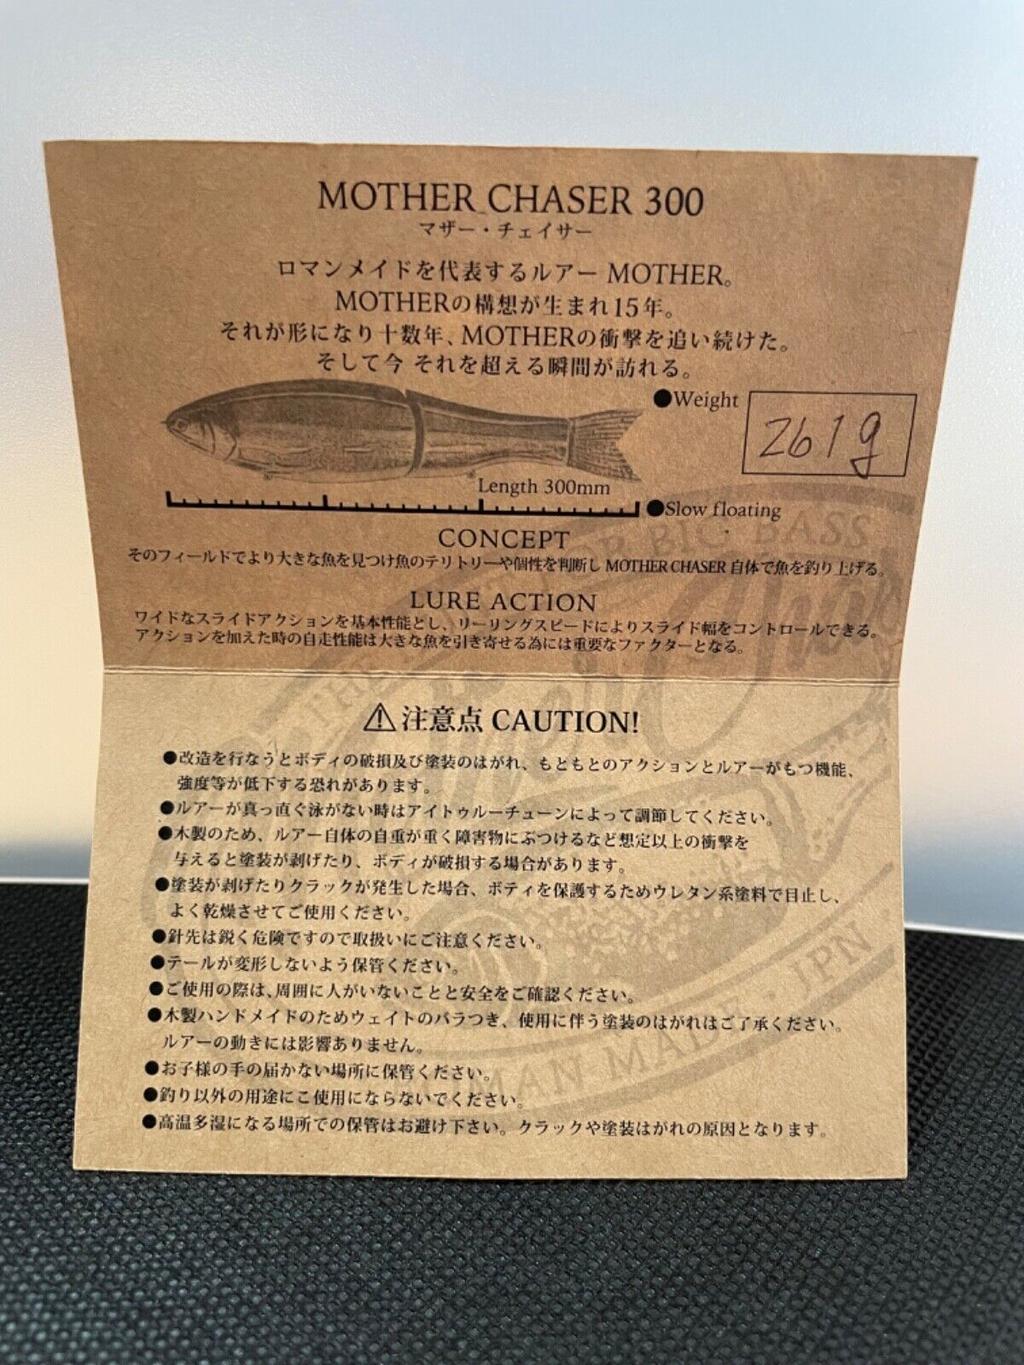 MOTHER CHASER 300
マザー・チェイサー
ロマンメイドを代表するルアー MOTHER。
MOTHERの構想が生まれ15年。
それが形になり十数年、MOTHERの衝撃を追い続けた。
そして今 それを超える瞬間が訪れる。
●Weight 261g
Length 300mm
●Slow floating
CONCEPT
そのフィールドでより大きな魚を見つけ魚のテリトリーや個性を判断し MOTHER CHASER 自体で魚を釣り上げる。
LURE ACTION
ワイドなスライドアクションを基本性能とし、リーリングスピードによりスライド幅をコントロールできる。
アクションを加えた時の自走性能は大きな魚を引き寄せる為には重要なファクターとなる。
⚠注意点 CAUTION!
●改造を行なうとボディの破損及び塗装のはがれ、もともとのアクションとルアーがもつ機能、
強度等が低下する恐れがあります。
●ルアーが真っ直ぐ泳がない時はアイトゥルーチューンによって調節してください。
●木製のため、ルアー自体の自重が重く障害物にぶつけるなど想定以上の衝撃を
与えると塗装が剥げたり、ボディが破損する場合があります。
●塗装が剥げたりクラックが発生した場合、ボティを保護するためウレタン系塗料で目止し、
よく乾燥させてご使用ください。
●針先は鋭く危険ですので取扱いにご注意ください。
●テールが変形しないよう保管ください。
●ご使用の際は、周囲に人がいないことと安全をご確認ください。
●木製ハンドメイドのためウェイトのバラつき、使用に伴う塗装のはがれはご了承ください。
ルアーの動きには影響ありません。
●お子様の手の届かない場所に保管ください。
●釣り以外の用途にご使用にならないでください。
●高温多湿になる場所での保管はお避け下さい。クラックや塗装はがれの原因となります。
BIG BASS
MAN MADE・JPN